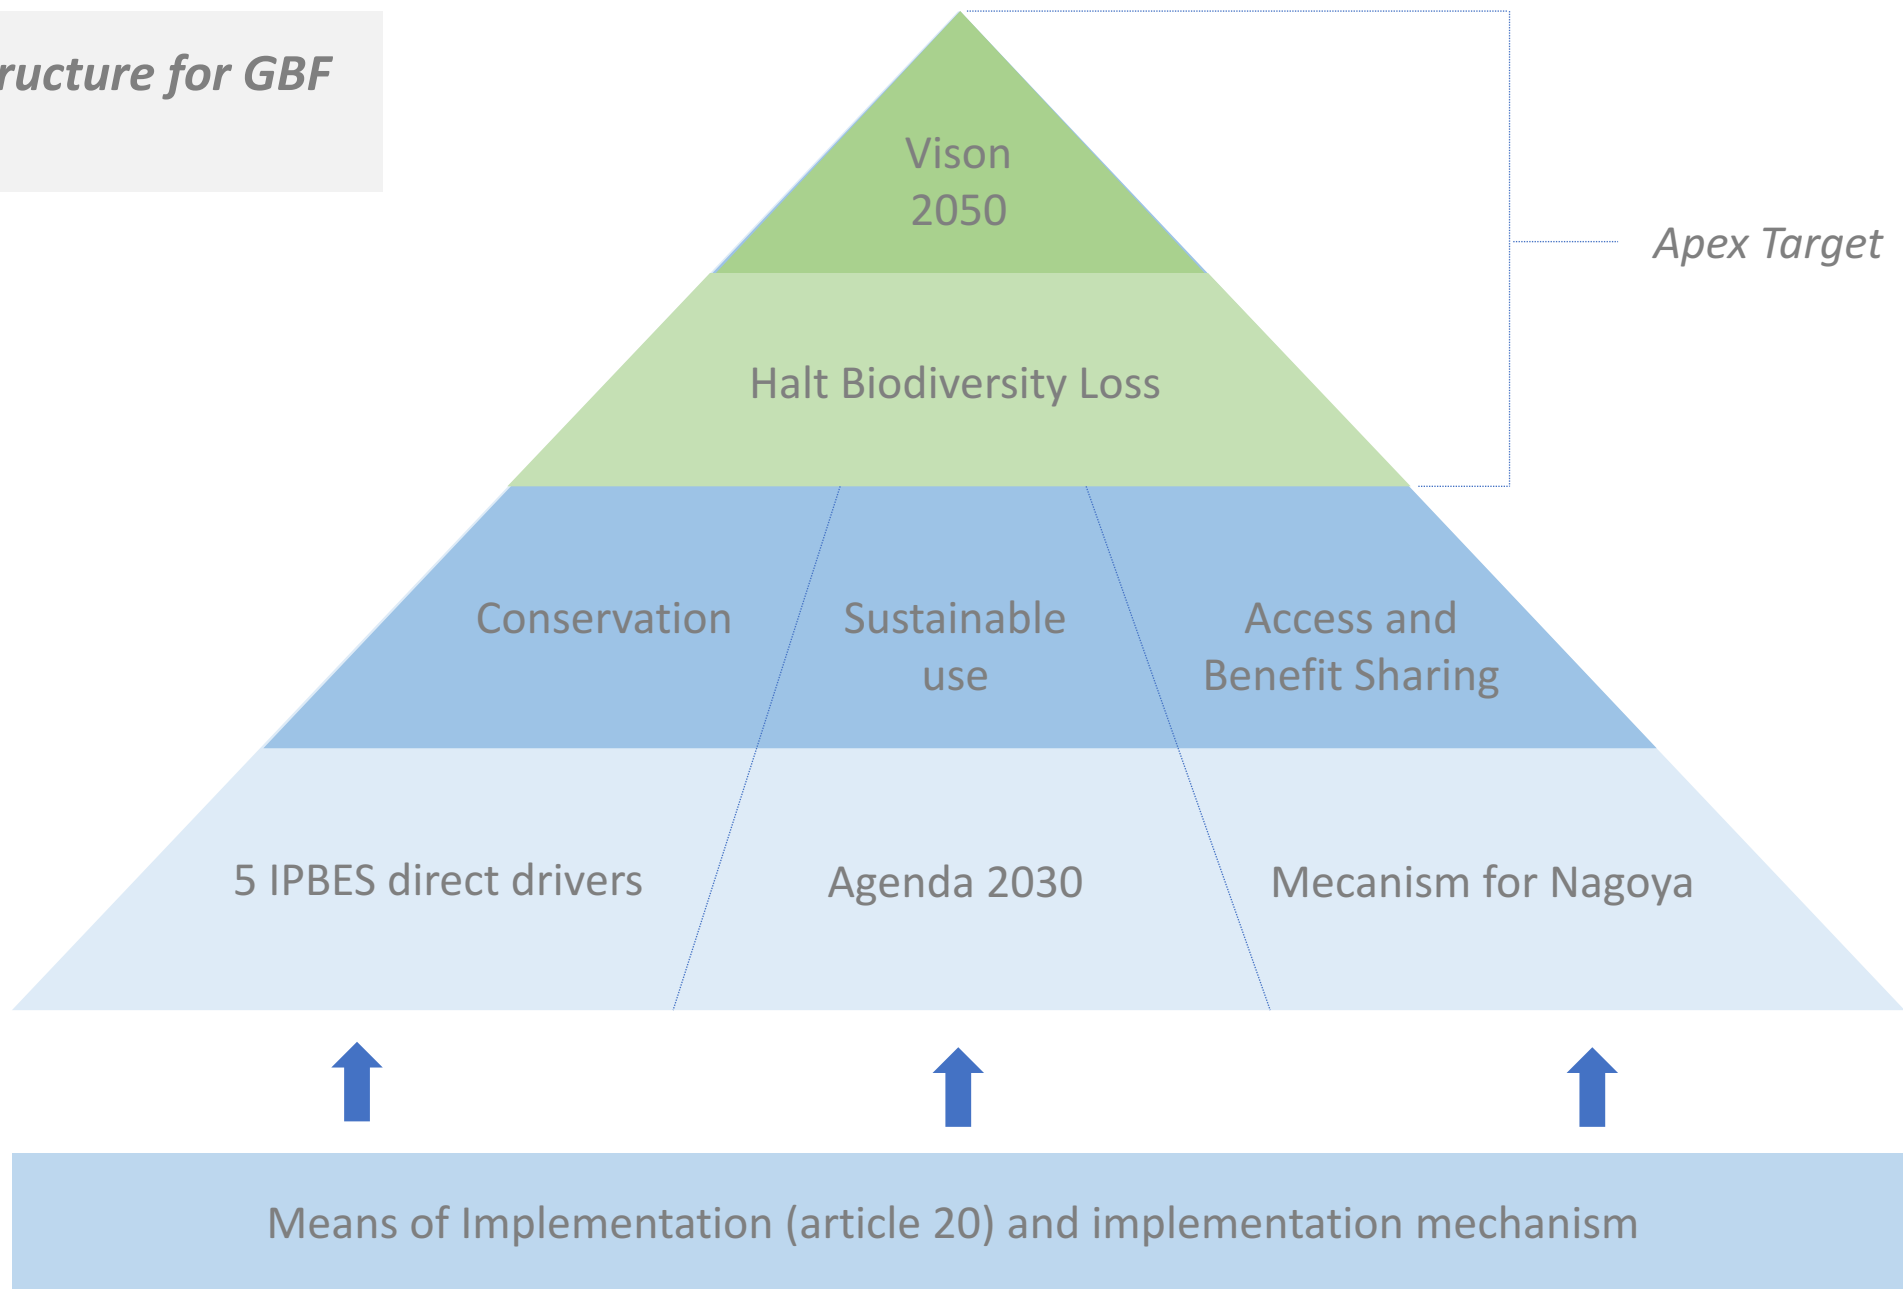 ructure for GBF
Vison
2050
Apex Target
Halt Biodiversity Loss
Conservation
Sustainable
use
Access and
Benefit Sharing
5 IPBES direct drivers
Agenda 2030
Mecanism for Nagoya
Means of Implementation (article 20) and implementation mechanism